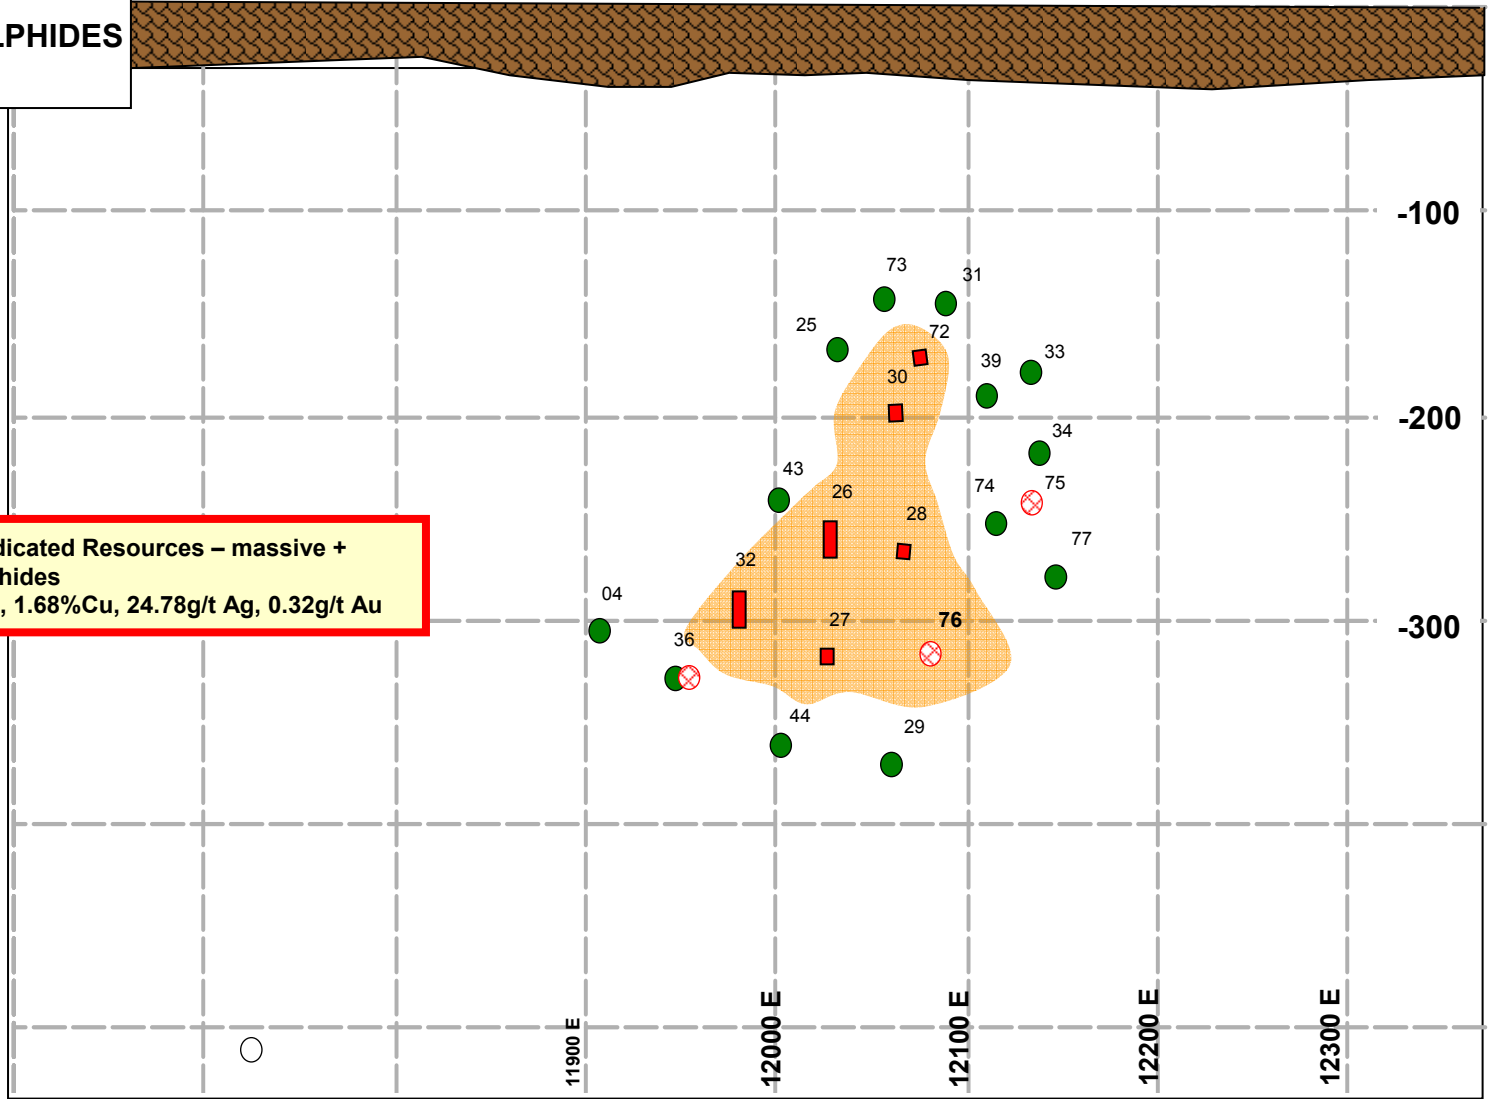 LPHIDES
-100
73
31
25
72
33
39
30
-200
34
43
75
74
26
28
77
dicated Resources – massive +
phides
, 1.68%Cu, 24.78g/t Ag, 0.32g/t Au
32
04
27
76
-300
36
44
29
11900 E
12000 E
12100 E
12200 E
12300 E